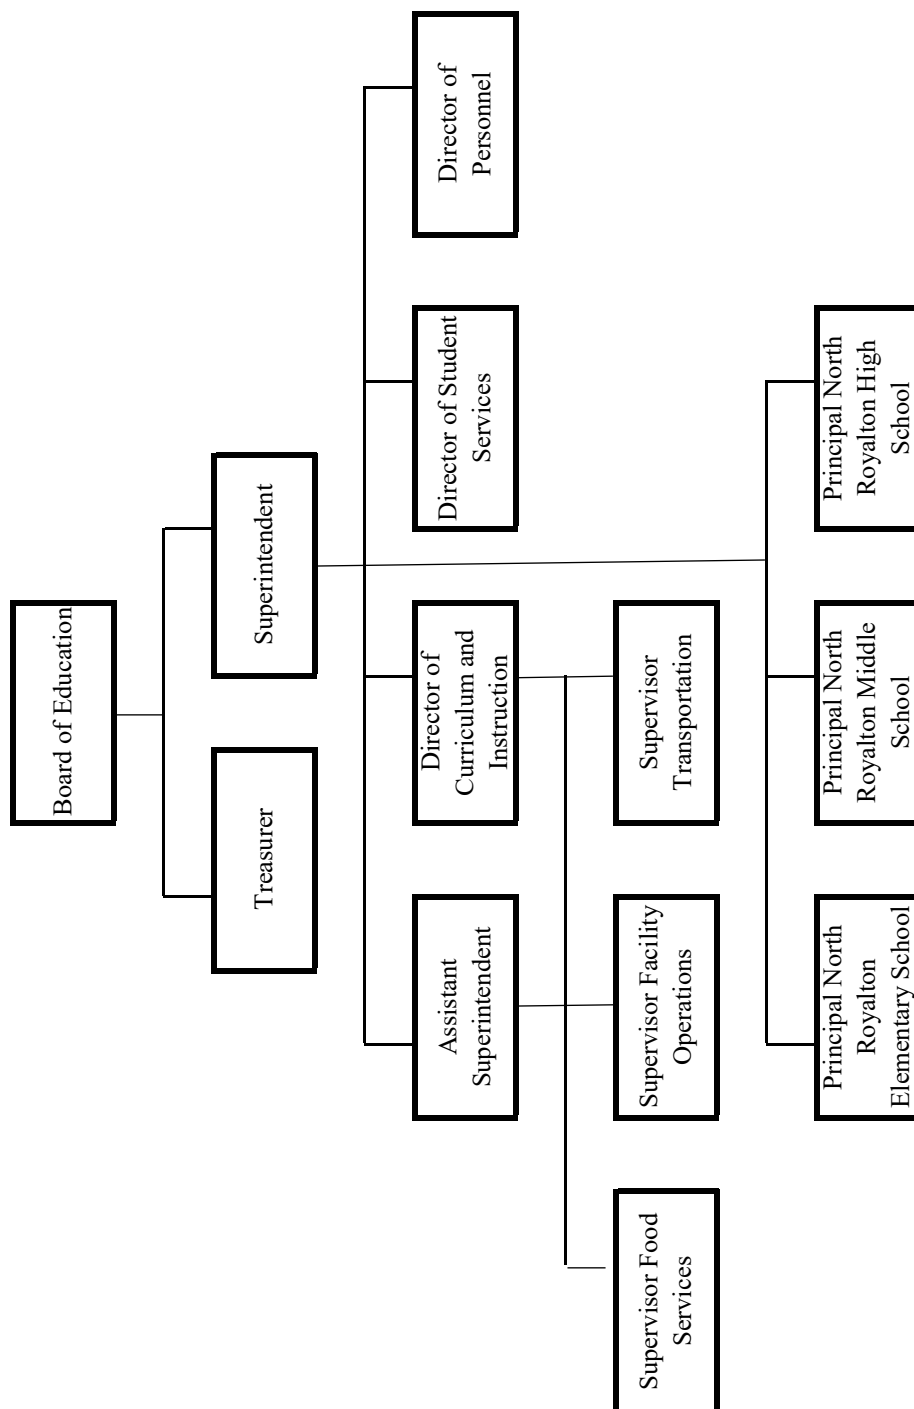 Board of Education
Treasurer
Superintendent
Assistant
Superintendent
Director of
Curriculum and
Instruction
Director of Student
Services
Director of
Personnel
Supervisor Food
Services
Supervisor Facility
Operations
Supervisor
Transportation
Principal North
Royalton
Elementary School
Principal North
Royalton Middle
School
Principal North
Royalton High
School